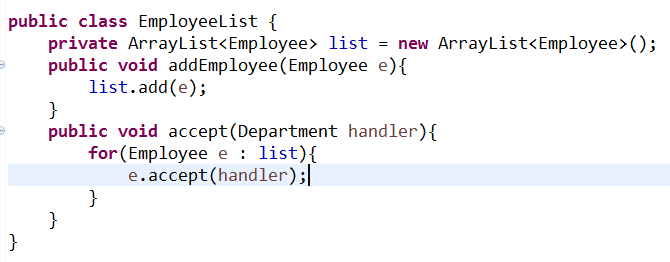 public class EmployeeList {
    private ArrayList<Employee> list = new ArrayList<Employee>();
    public void addEmployee(Employee e){
        list.add(e);
    }
    public void accept(Department handler){
        for(Employee e : list){
            e.accept(handler);
        }
    }
}